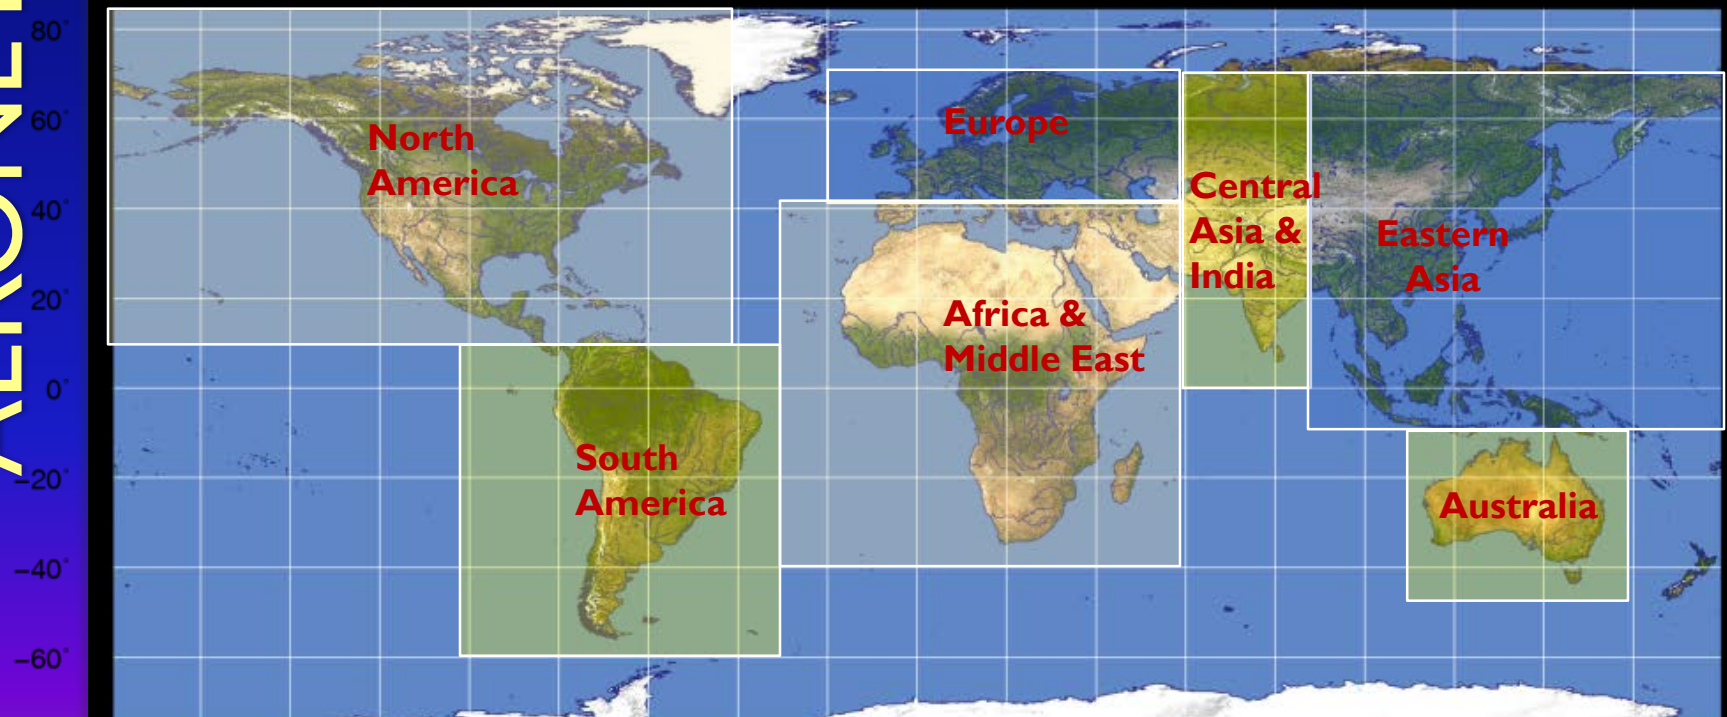 80°
60°
40°
20°
0°
−20°
−40°
−60°
North
America
Europe
Central
Asia &
India
Eastern
Asia
Africa &
Middle East
South
America
Australia